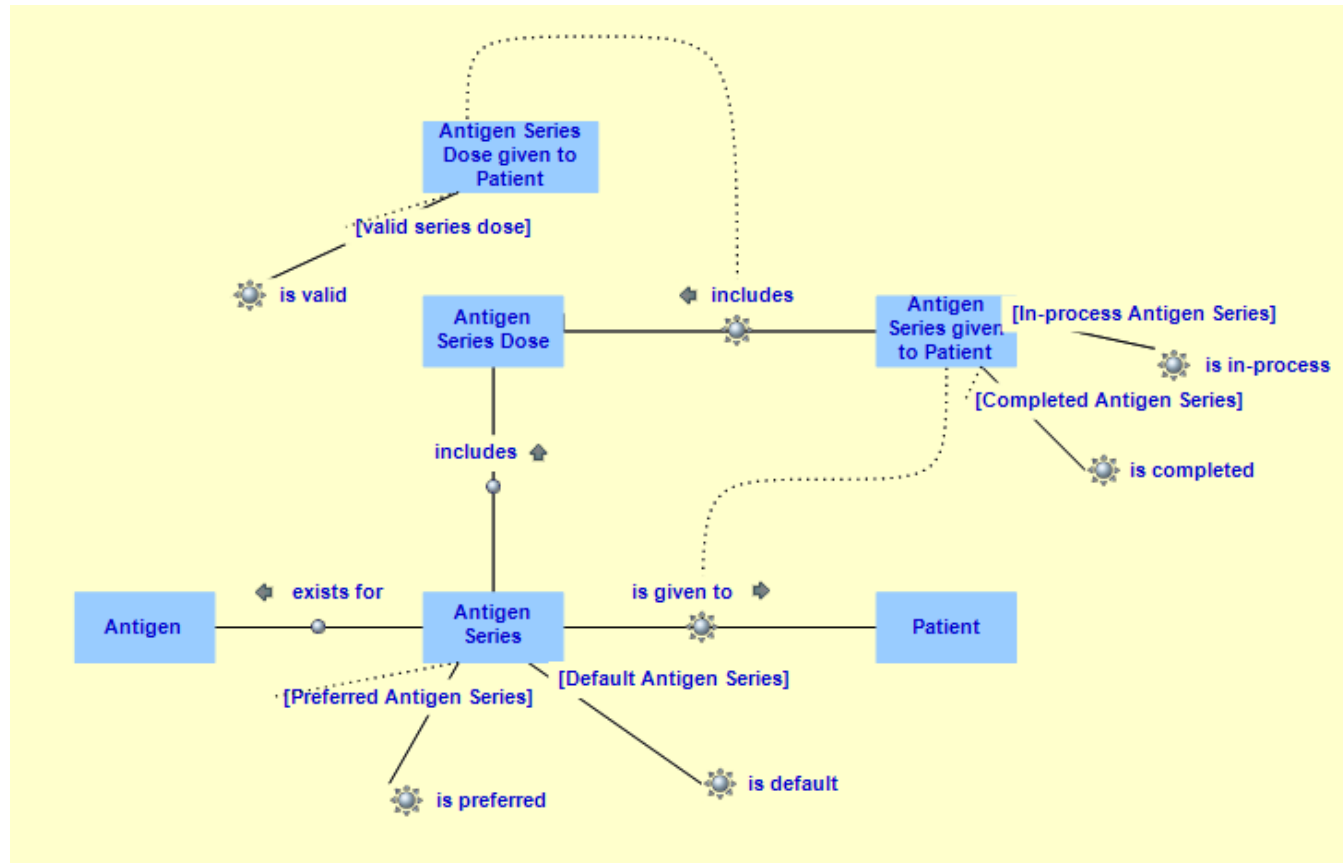 Antigen Series
Dose given to
Patient
[valid series dose]
is valid
includes
Antigen
Series Dose
Antigen
Series given
to Patient
[In-process Antigen Series]
is in-process
[Completed Antigen Series]
includes
is completed
exists for
is given to
Antigen
Antigen
Series
Patient
[Default Antigen Series]
[Preferred Antigen Series]
is default
is preferred